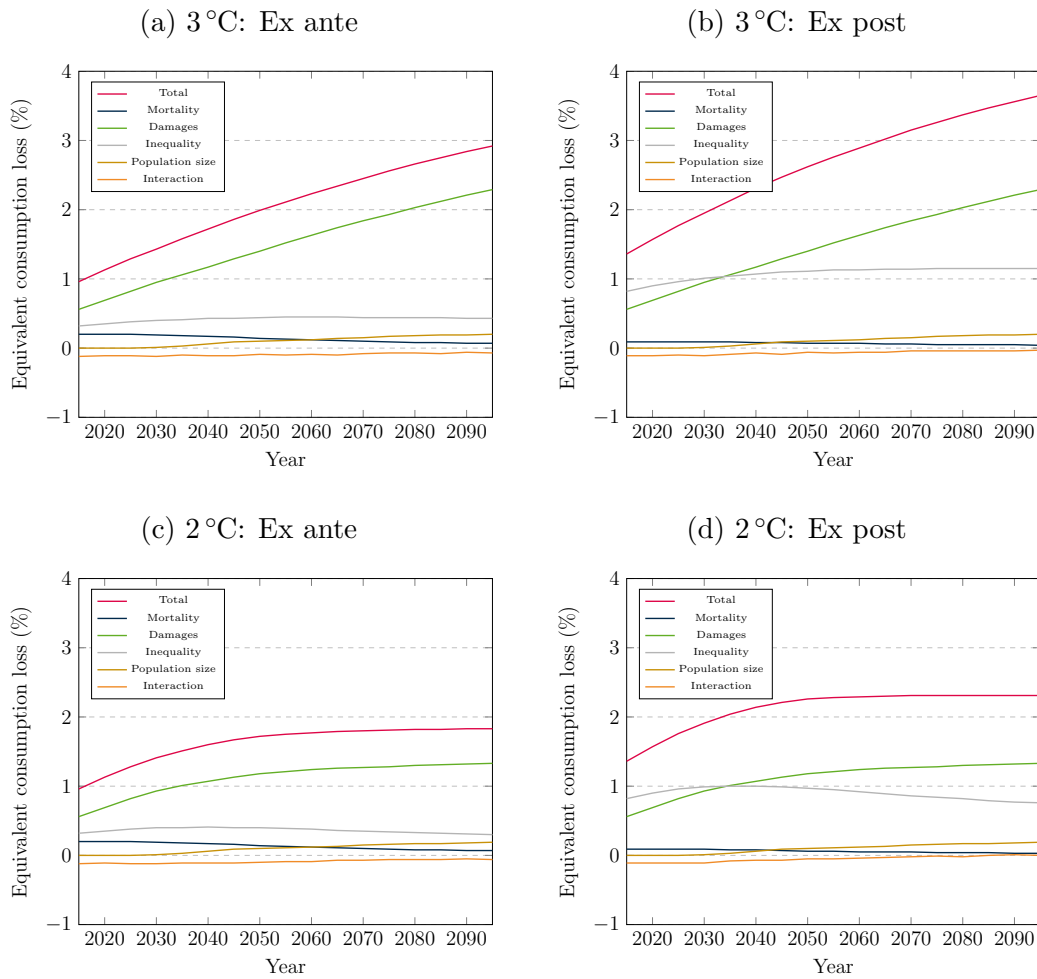 (a) 3 °C: Ex ante
4
3
2
1
0
−1
Equivalent consumption loss (%)
Total
Mortality
Damages
Inequality
Population size
Interaction
2020 2030 2040 2050 2060 2070 2080 2090
Year
(b) 3 °C: Ex post
4
3
2
1
0
−1
Equivalent consumption loss (%)
Total
Mortality
Damages
Inequality
Population size
Interaction
2020 2030 2040 2050 2060 2070 2080 2090
Year
(c) 2 °C: Ex ante
4
3
2
1
0
−1
Equivalent consumption loss (%)
Total
Mortality
Damages
Inequality
Population size
Interaction
2020 2030 2040 2050 2060 2070 2080 2090
Year
(d) 2 °C: Ex post
4
3
2
1
0
−1
Equivalent consumption loss (%)
Total
Mortality
Damages
Inequality
Population size
Interaction
2020 2030 2040 2050 2060 2070 2080 2090
Year